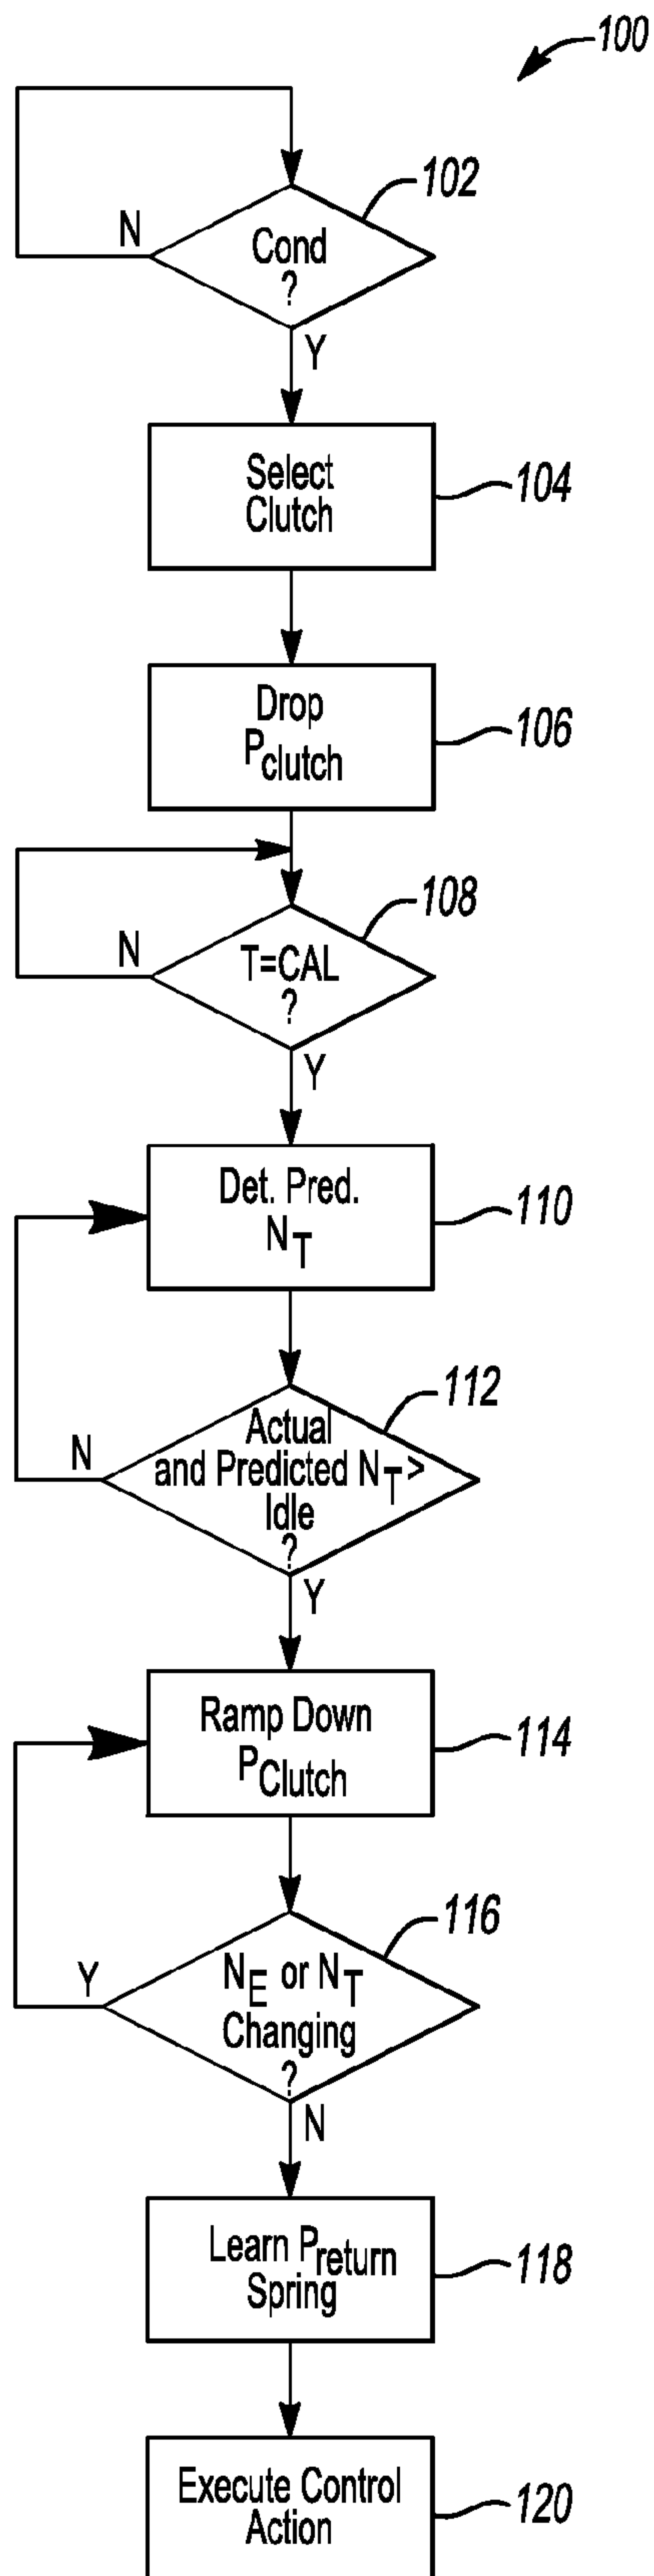 100
102
N
Cond
?
Y
Select
Clutch
104
Drop
Pclutch
106
108
N
T=CAL
?
Y
Det. Pred.
NT
110
112
N
Actual
and Predicted NT>
Idle
?
Y
Ramp Down
PClutch
114
116
Y
NE or NT
Changing
?
N
Learn Preturn
Spring
118
Execute Control
Action
120